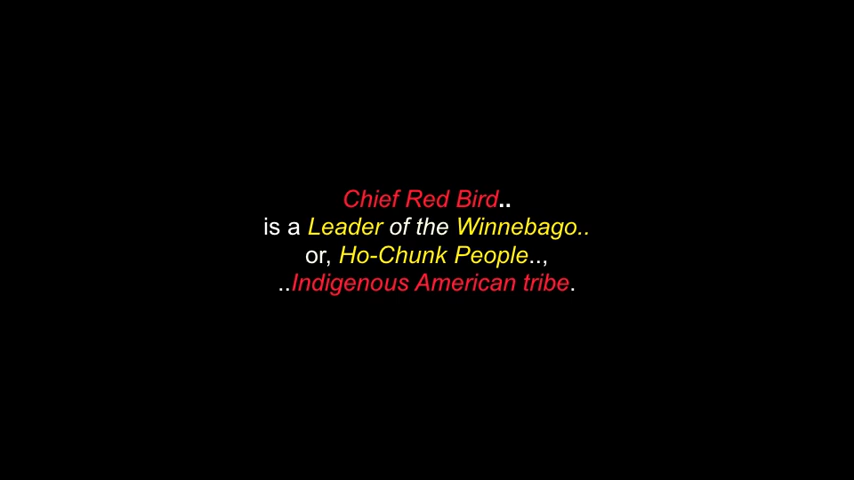 Chief Red Bird..
is a Leader of the Winnebago..
or, Ho-Chunk People..,
..Indigenous American tribe.